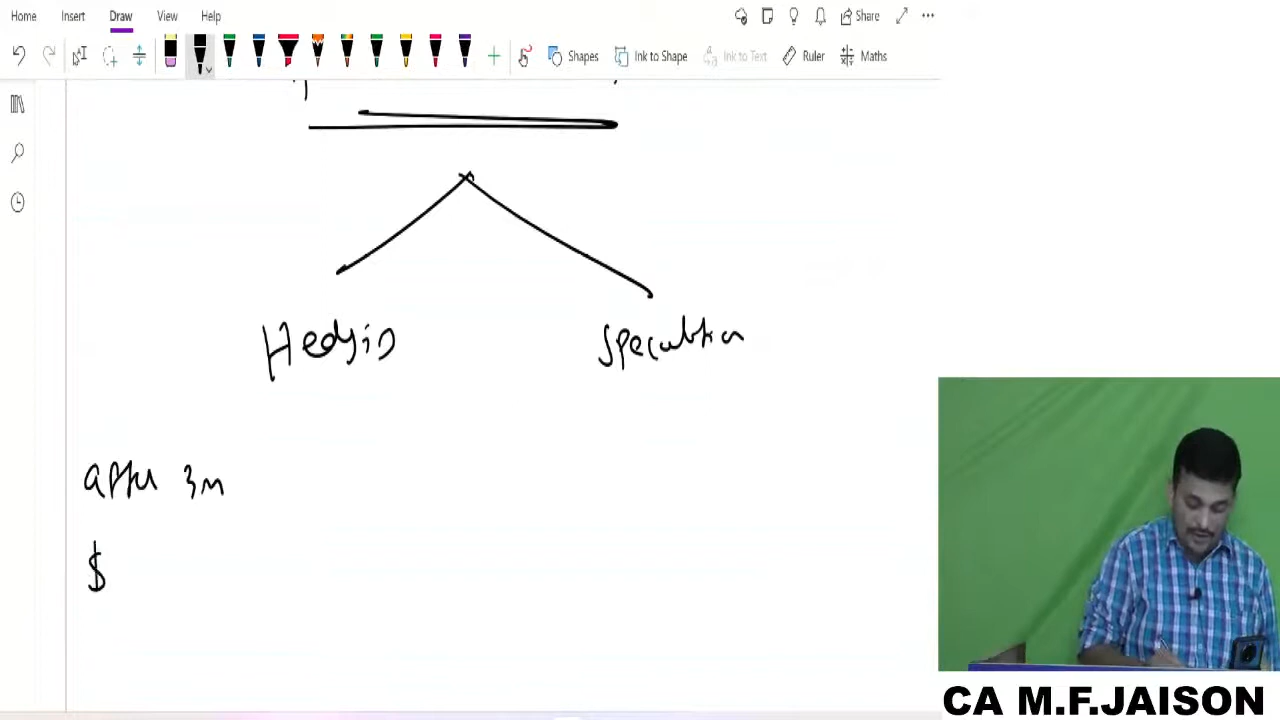 Home Insert Draw View Help Share
Shapes Ink to Shape Ink to Text Ruler Maths
Hedgin Speculation
after 3m
$
CA M.F.JAISON